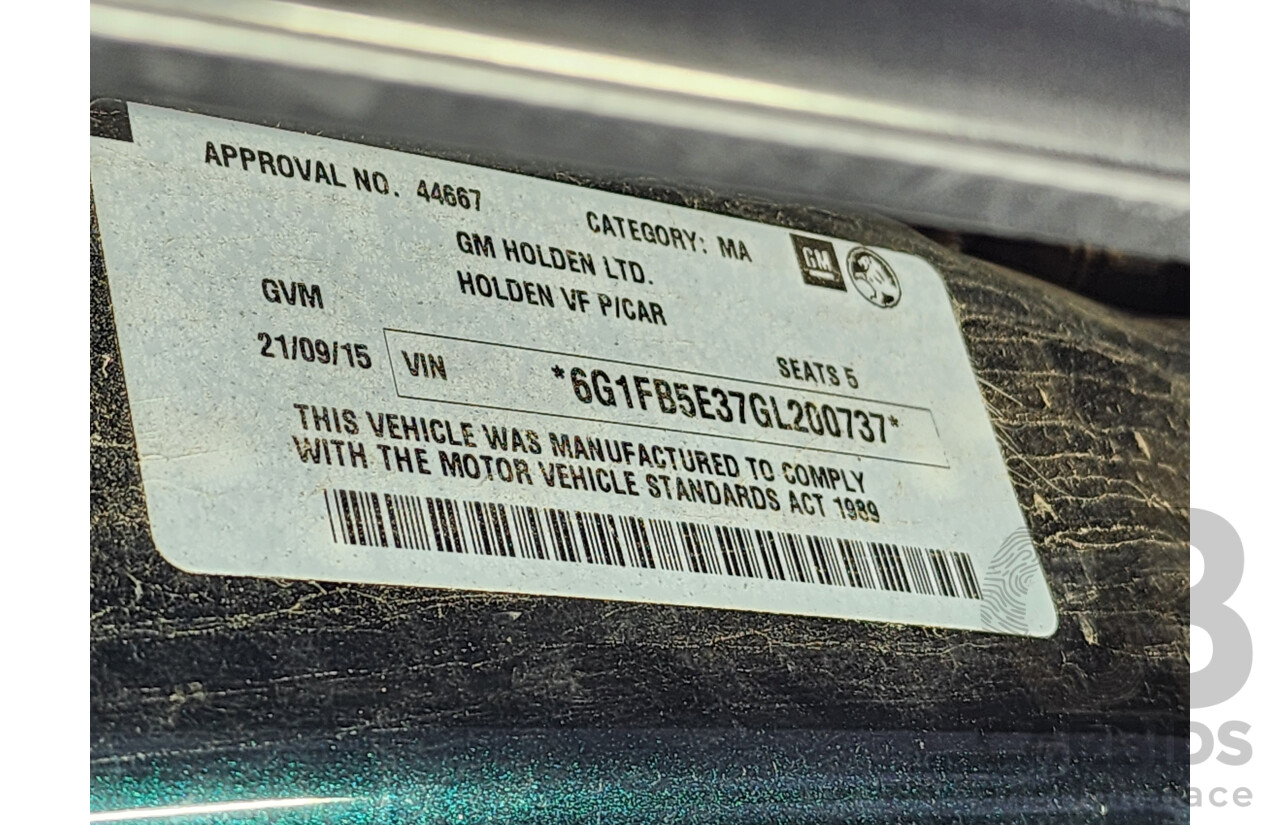 APPROVAL NO. 44667
CATEGORY: MA
GM
GM HOLDEN LTD.
HOLDEN VF P/CAR
GVM
SEATS 5
21/09/15
VIN *6G1FB5E37GL200737*
THIS VEHICLE WAS MANUFACTURED TO COMPLY
WITH THE MOTOR VEHICLE STANDARDS ACT 1989